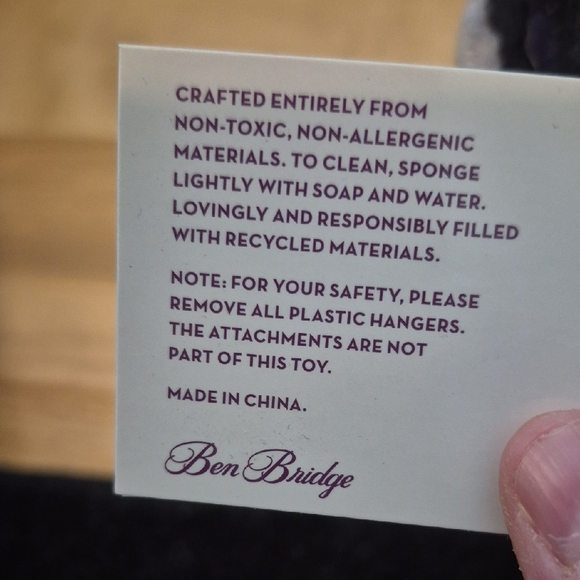 CRAFTED ENTIRELY FROM
NON-TOXIC, NON-ALLERGENIC
MATERIALS. TO CLEAN, SPONGE
LIGHTLY WITH SOAP AND WATER.
LOVINGLY AND RESPONSIBLY FILLED
WITH RECYCLED MATERIALS.
NOTE: FOR YOUR SAFETY, PLEASE
REMOVE ALL PLASTIC HANGERS.
THE ATTACHMENTS ARE NOT
PART OF THIS TOY.
MADE IN CHINA.
Ben Bridge